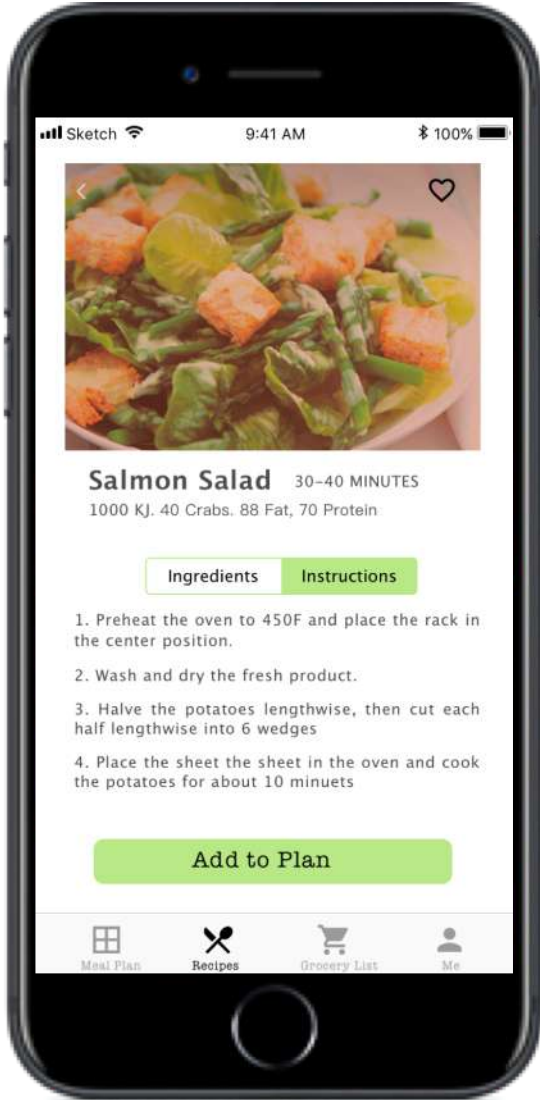 Sketch 9:41 AM 100%
Salmon Salad 30–40 MINUTES
1000 KJ. 40 Crabs. 88 Fat, 70 Protein
Ingredients Instructions
1. Preheat the oven to 450F and place the rack in
the center position.
2. Wash and dry the fresh product.
3. Halve the potatoes lengthwise, then cut each
half lengthwise into 6 wedges
4. Place the sheet the sheet in the oven and cook
the potatoes for about 10 minuets
Add to Plan
Meal Plan Recipes Grocery List Me